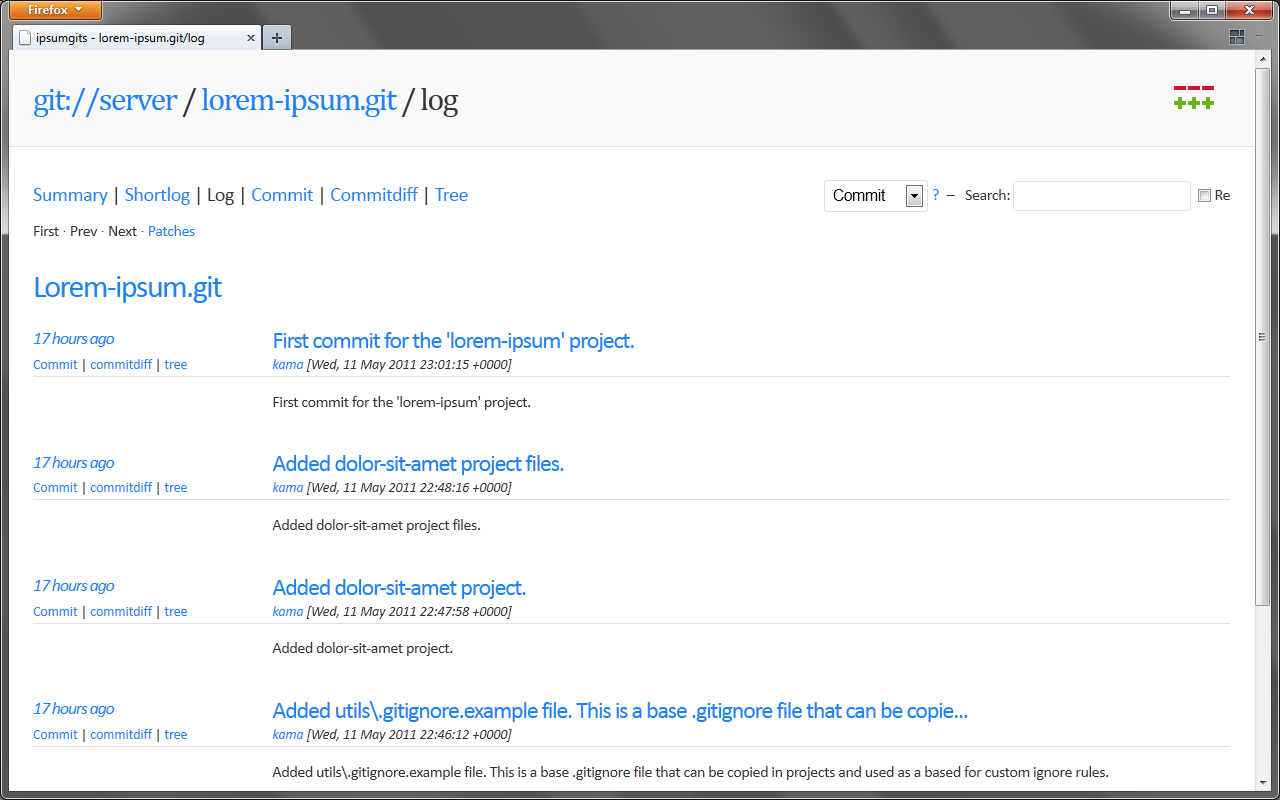 Firefox
ipsumgits - lorem-ipsum.git/log
git://server / lorem-ipsum.git / log
Summary | Shortlog | Log | Commit | Commitdiff | Tree
Commit ? – Search: Re
First · Prev · Next · Patches
Lorem-ipsum.git
17 hours ago First commit for the 'lorem-ipsum' project.
Commit | commitdiff | tree kama [Wed, 11 May 2011 23:01:15 +0000]
First commit for the 'lorem-ipsum' project.
17 hours ago Added dolor-sit-amet project files.
Commit | commitdiff | tree kama [Wed, 11 May 2011 22:48:16 +0000]
Added dolor-sit-amet project files.
17 hours ago Added dolor-sit-amet project.
Commit | commitdiff | tree kama [Wed, 11 May 2011 22:47:58 +0000]
Added dolor-sit-amet project.
17 hours ago Added utils\.gitignore.example file. This is a base .gitignore file that can be copie...
Commit | commitdiff | tree kama [Wed, 11 May 2011 22:46:12 +0000]
Added utils\.gitignore.example file. This is a base .gitignore file that can be copied in projects and used as a based for custom ignore rules.